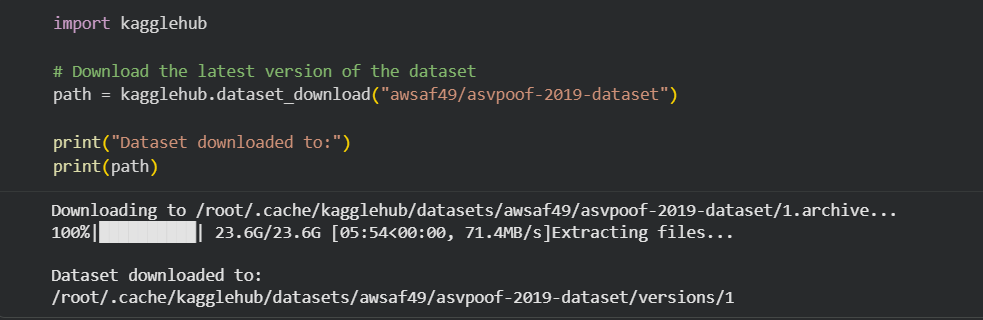 import kagglehub
# Download the latest version of the dataset
path = kagglehub.dataset_download("awsaf49/asvpoof-2019-dataset")
print("Dataset downloaded to:")
print(path)
Downloading to /root/.cache/kagglehub/datasets/awsaf49/asvpoof-2019-dataset/1.archive...
100%|██████████| 23.6G/23.6G [05:54<00:00, 71.4MB/s]Extracting files...
Dataset downloaded to:
/root/.cache/kagglehub/datasets/awsaf49/asvpoof-2019-dataset/versions/1